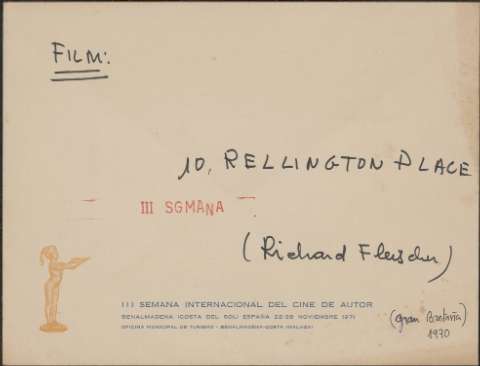 FILM:
10, RELLINGTON PLACE
III SGMANA
(Richard Fleischer)
III SEMANA INTERNACIONAL DEL CINE DE AUTOR
BENALMADENA (COSTA DEL SOL) ESPAÑA 22-28 NOVIEMBRE 1971
OFICINA MUNICIPAL DE TURISMO - BENALMADENA-COSTA (MALAGA)
(gran Bretaña)
1970